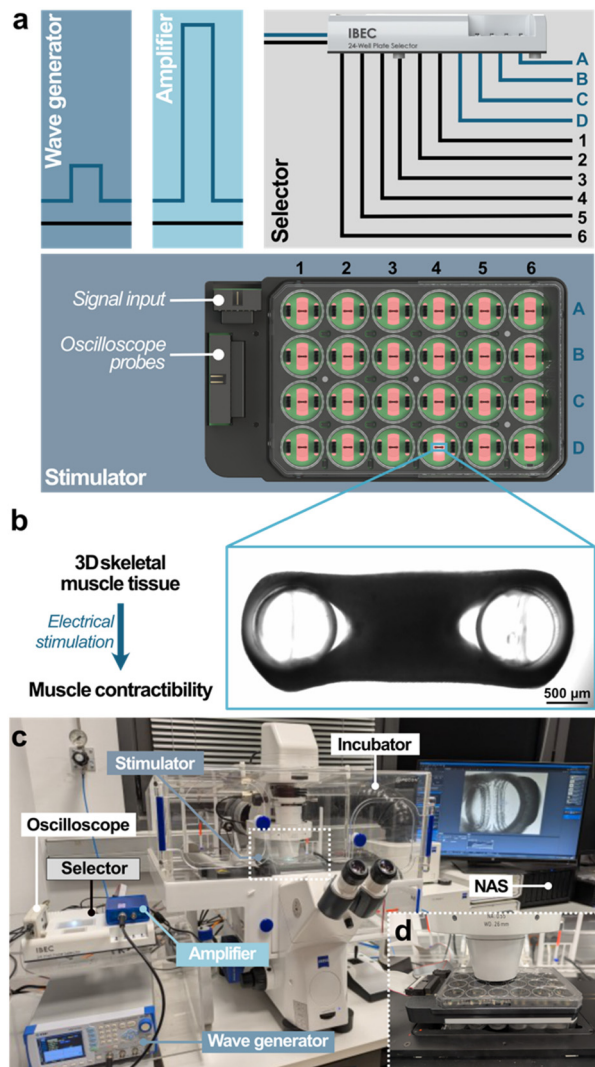 a
Wave generator
Amplifier
Selector
IBEC
24-Well Plate Selector
A
B
C
D
1
2
3
4
5
6
Stimulator
Signal input
Oscilloscope
probes
1 2 3 4 5 6
A
B
C
D
b
3D skeletal
muscle tissue
Electrical
stimulation
Muscle contractibility
500 µm
c
Stimulator
Incubator
Oscilloscope
Selector
IBEC
Amplifier
NAS
ZEISS
Wave generator
d